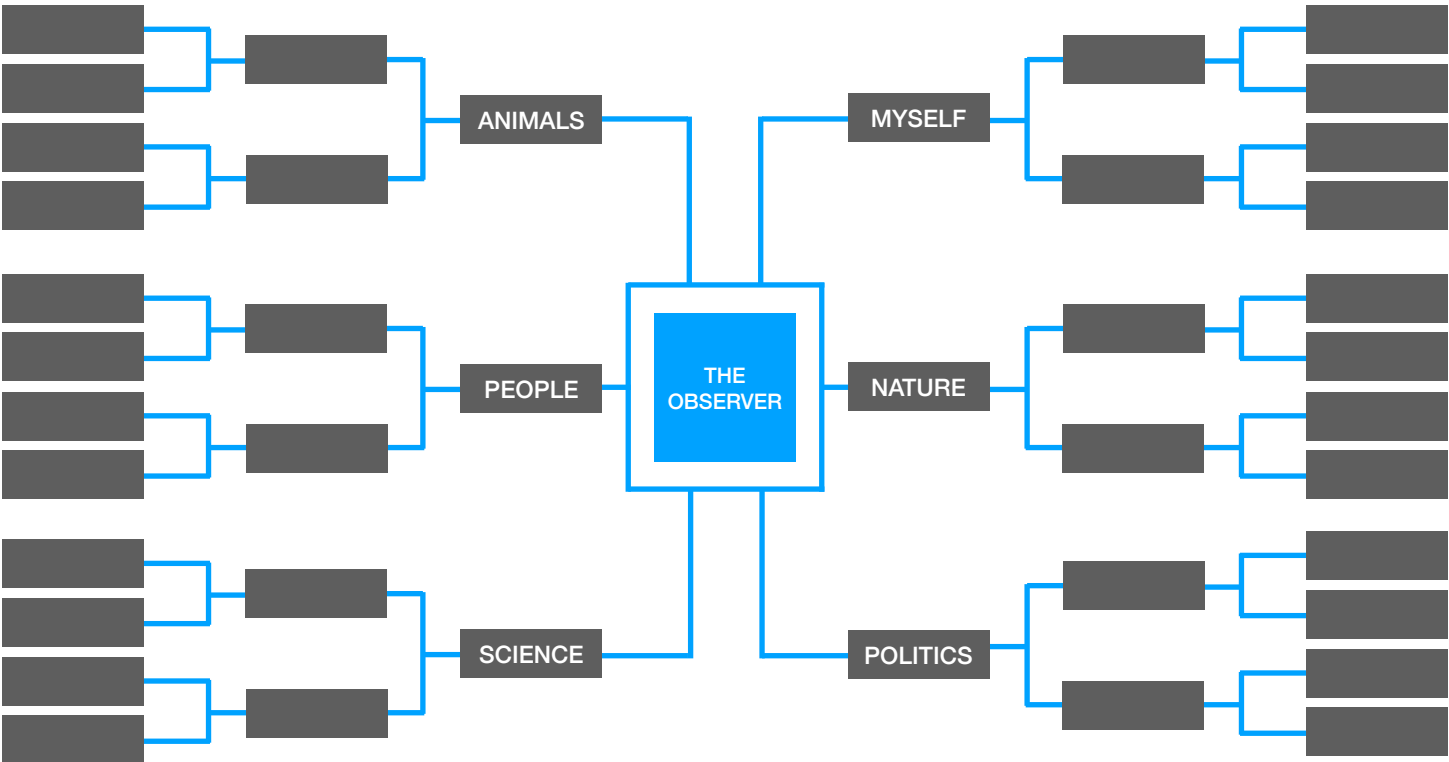 ANIMALS
MYSELF
PEOPLE
THE
OBSERVER
NATURE
SCIENCE
POLITICS